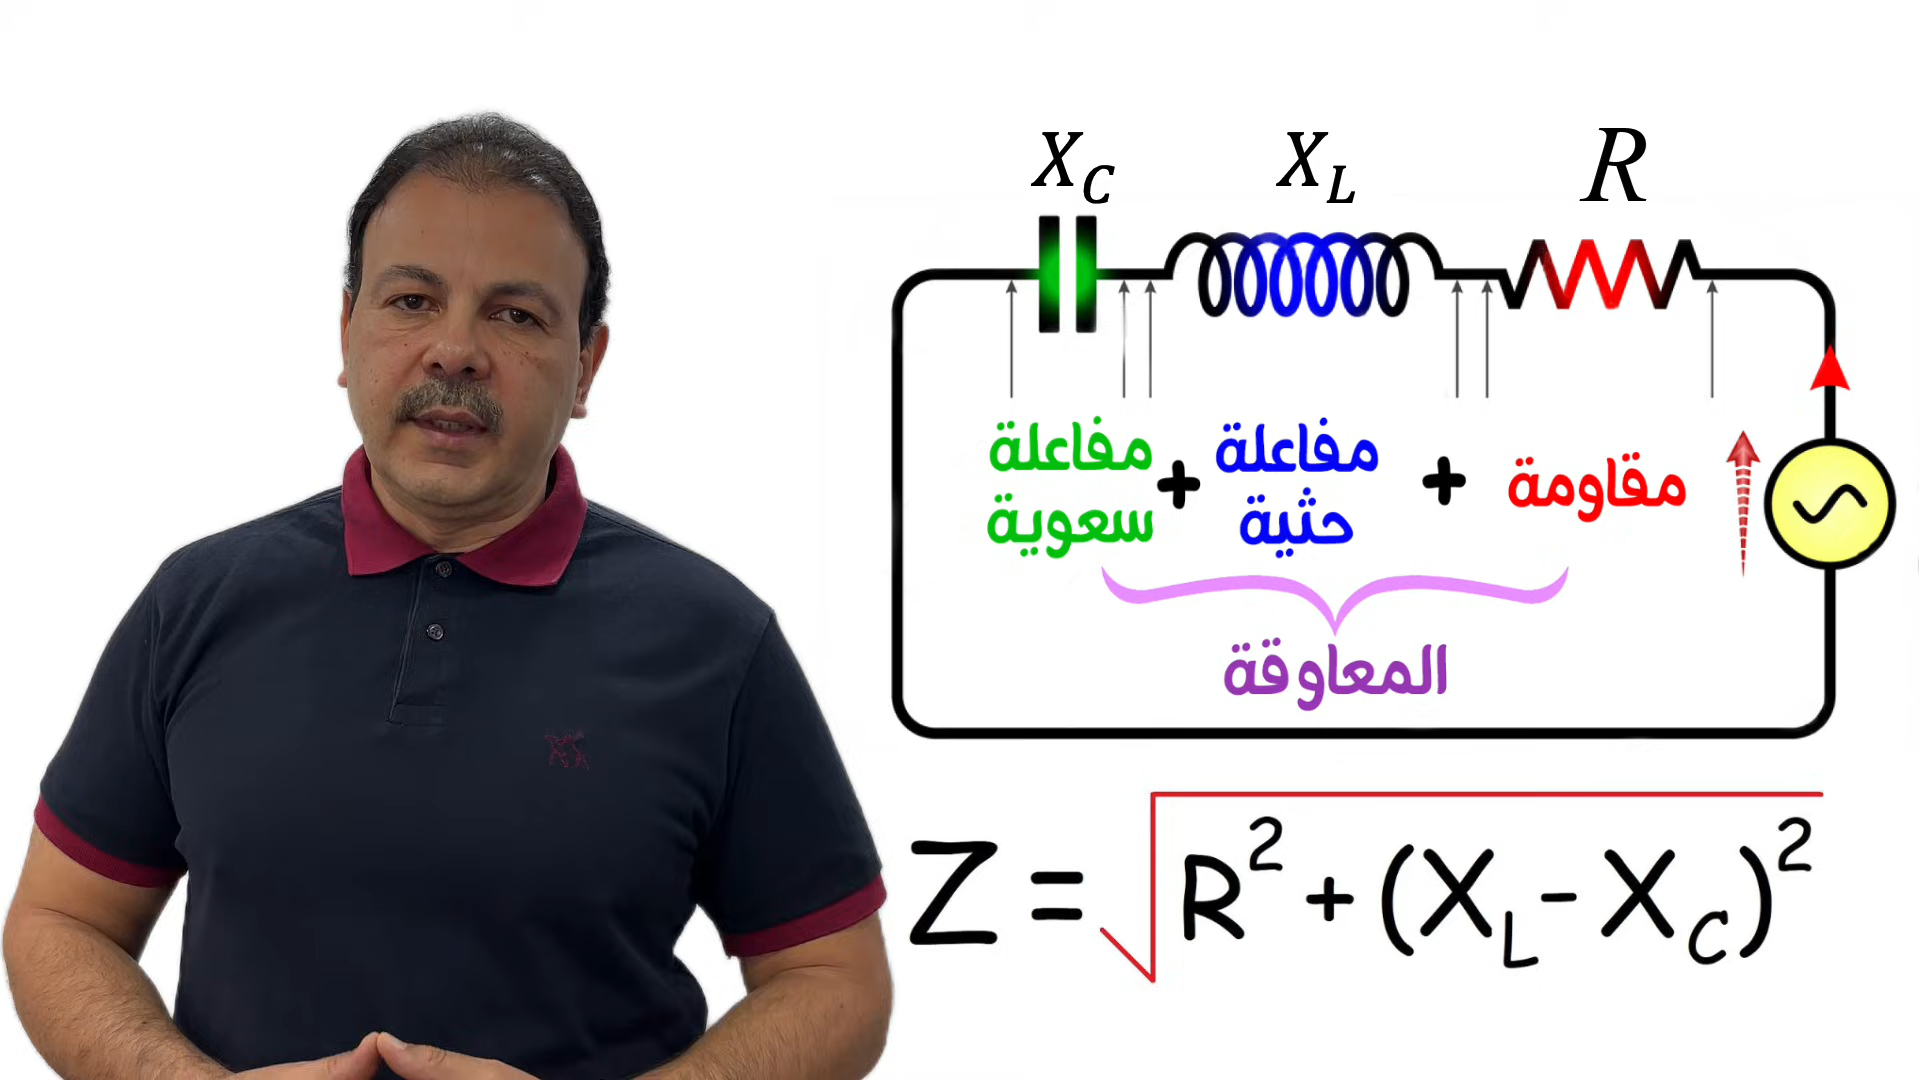 X_C X_L R
مقاومة + مفاعلة حثية + مفاعلة سعوية
المعاوقة
Z = √R² + (X_L - X_C)²